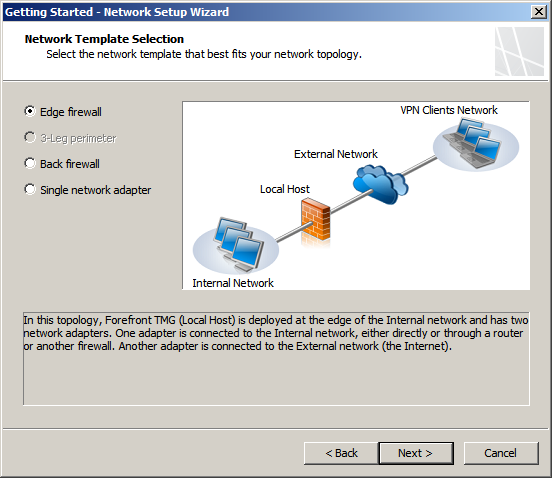 Getting Started - Network Setup Wizard
Network Template Selection
Select the network template that best fits your network topology.
Edge firewall
3-Leg perimeter
Back firewall
Single network adapter
VPN Clients Network
External Network
Local Host
Internal Network
In this topology, Forefront TMG (Local Host) is deployed at the edge of the Internal network and has two
network adapters. One adapter is connected to the Internal network, either directly or through a router
or another firewall. Another adapter is connected to the External network (the Internet).
< Back
Next >
Cancel